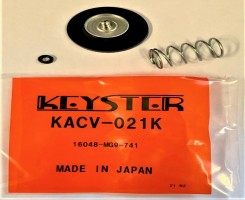 KEYSTER
KACV-021K
16048-MG9-741
MADE IN JAPAN